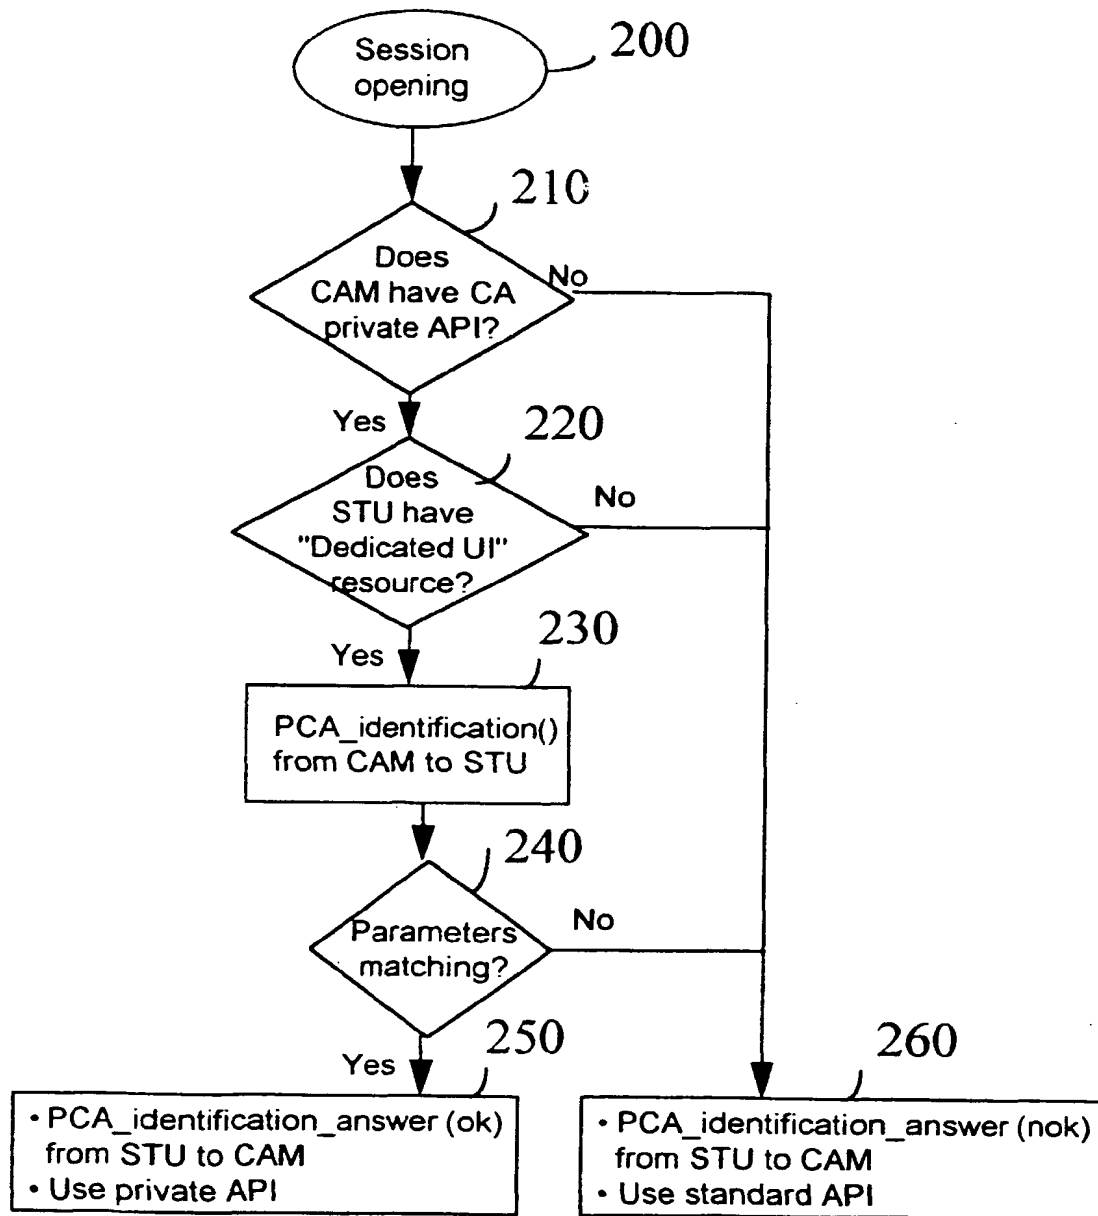 Session
opening
200
210
Does
CAM have CA
private API?
No
Yes
220
Does
STU have
"Dedicated UI"
resource?
No
Yes
230
PCA_identification()
from CAM to STU
240
Parameters
matching?
No
Yes
250
• PCA_identification_answer (ok)
from STU to CAM
• Use private API
260
• PCA_identification_answer (nok)
from STU to CAM
• Use standard API